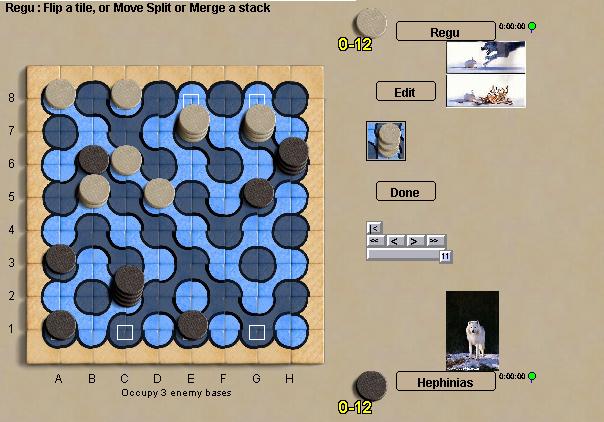 Regu : Flip a tile, or Move Split or Merge a stack
Regu
0:00:00
0-12
Edit
Done
|<
<< < > >>
11
8
7
6
5
4
3
2
1
A B C D E F G H
Occupy 3 enemy bases
Hephinias
0:00:00
0-12